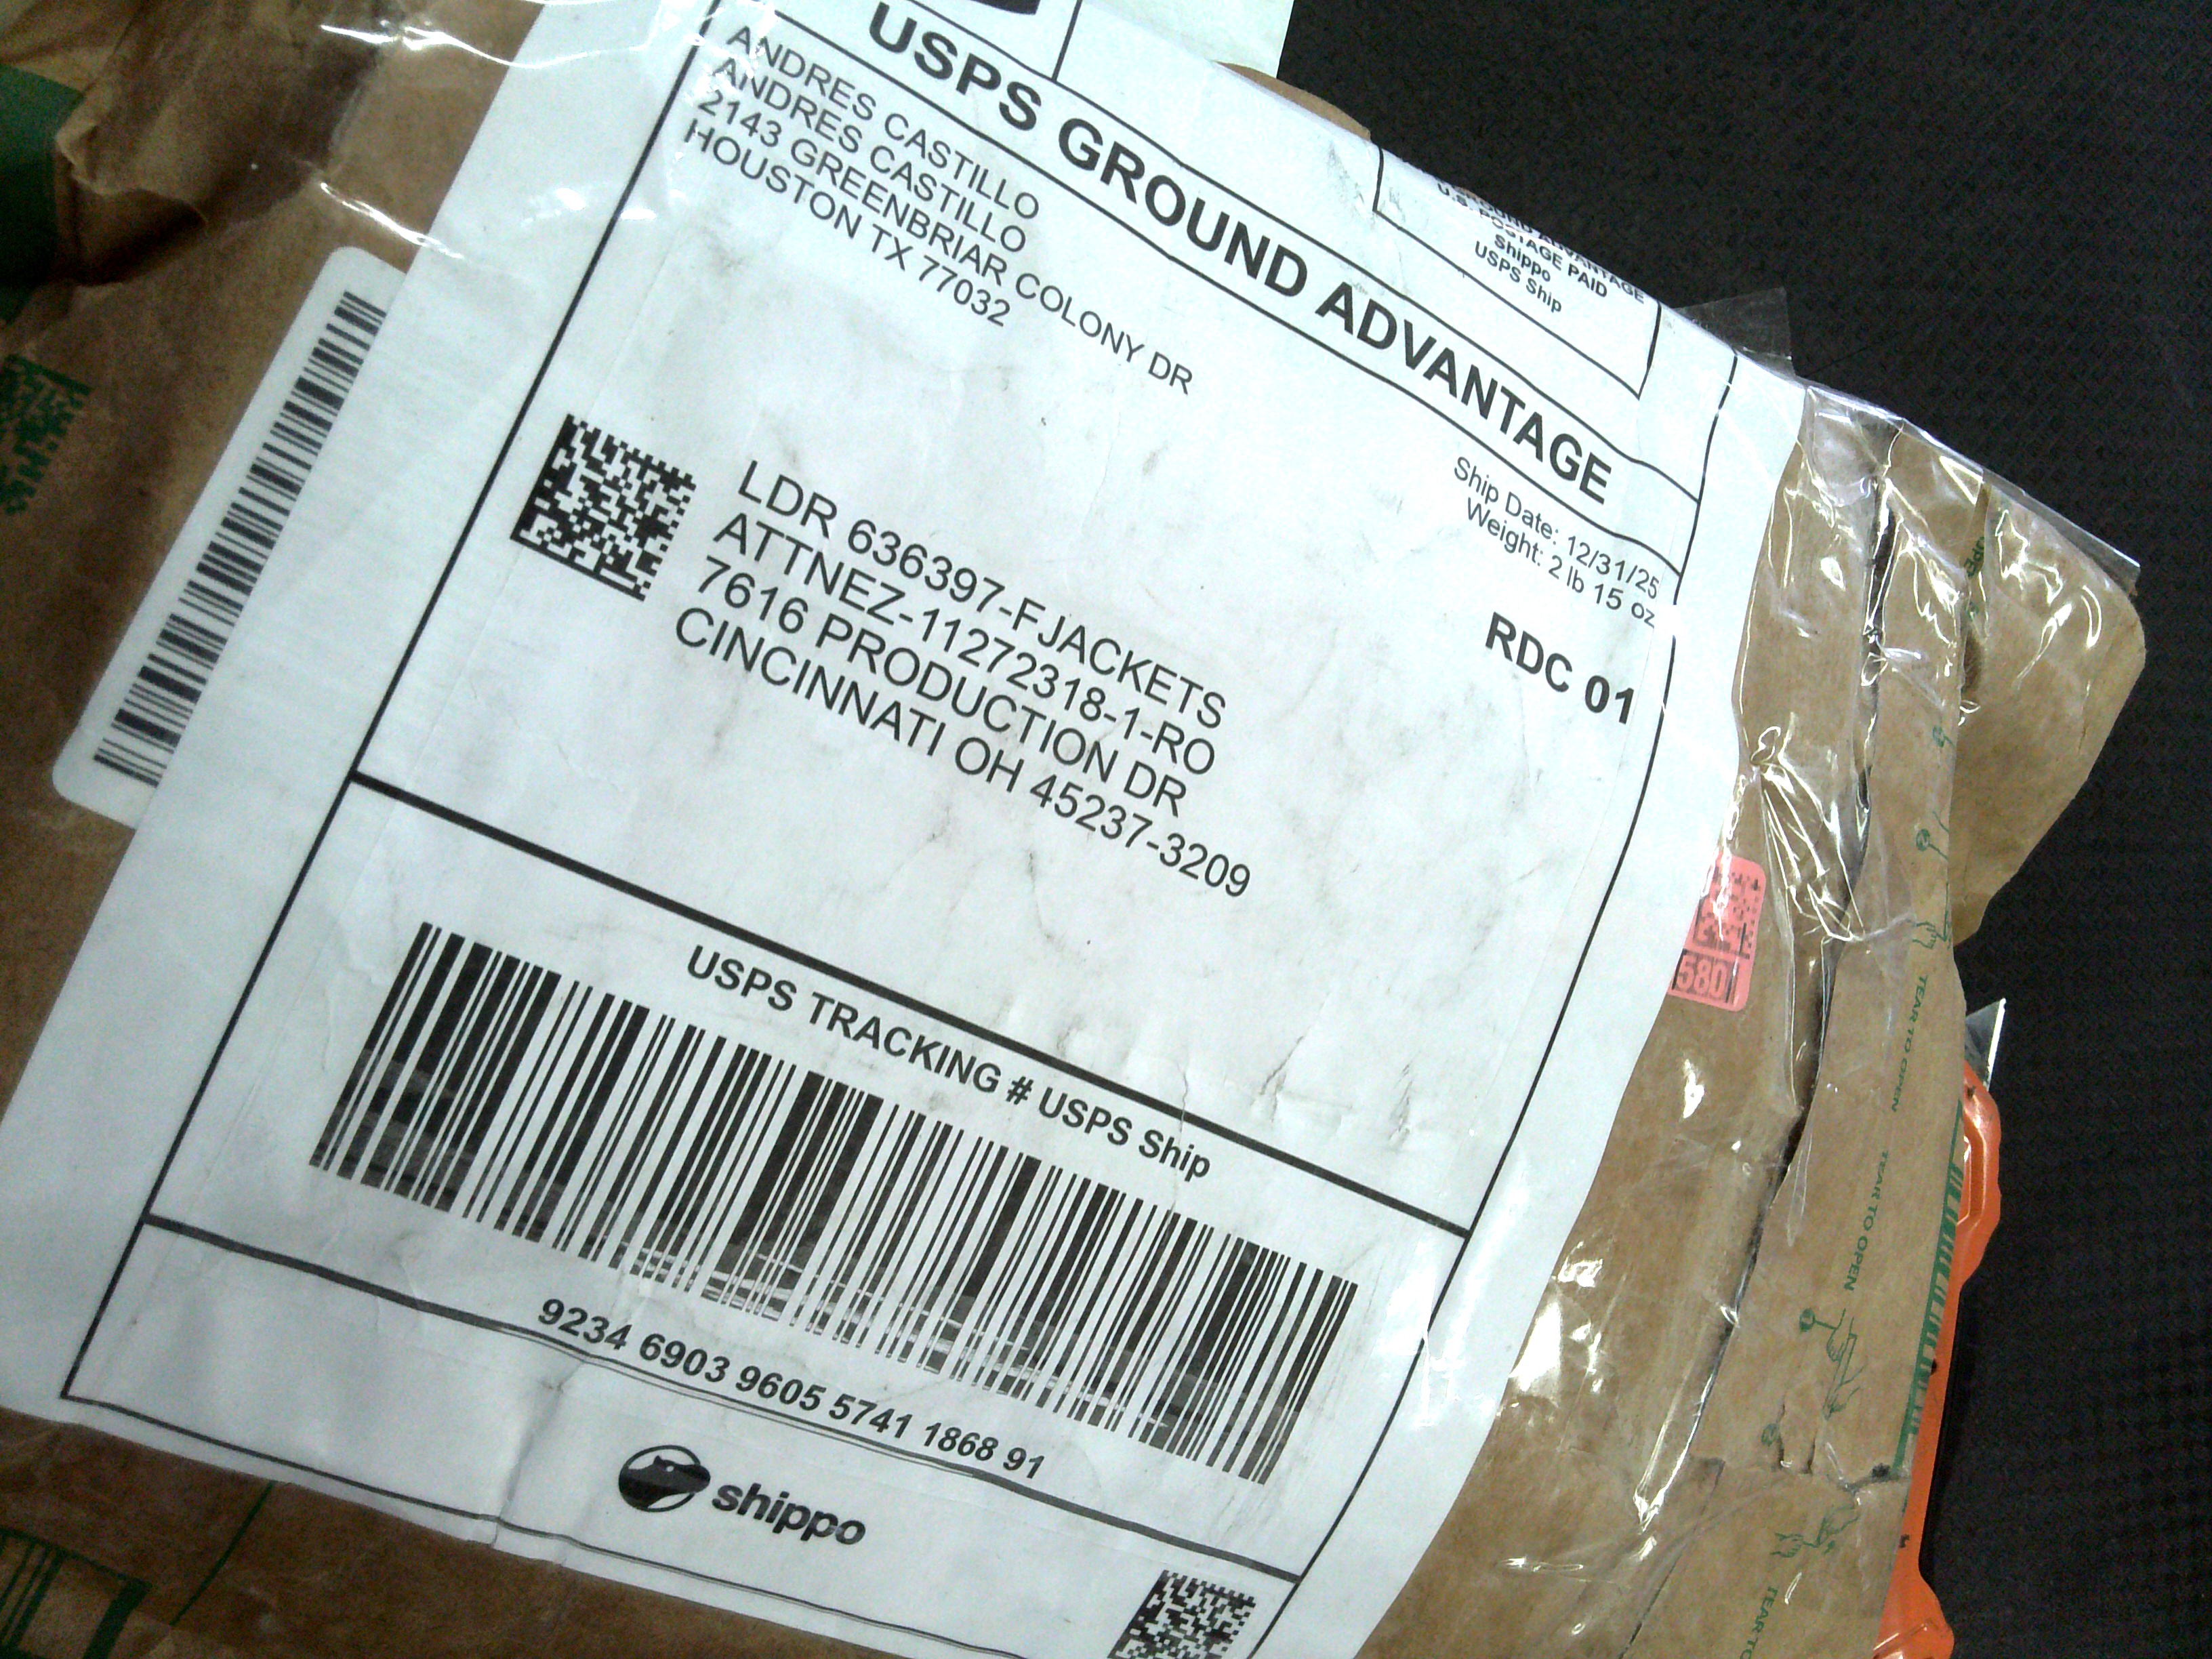 USPS GROUND ADVANTAGE
U.S. POSTAGE PAID
Shippo
USPS Ship
ANDRES CASTILLO
ANDRES CASTILLO
2143 GREENBRIAR COLONY DR
HOUSTON TX 77032
Ship Date: 12/31/25
Weight: 2 lb 15 oz
RDC 01
LDR 636397-FJACKETS
ATTNEZ-11272318-1-RO
7616 PRODUCTION DR
CINCINNATI OH 45237-3209
USPS TRACKING # USPS Ship
9234 6903 9605 5741 1868 91
shippo
580
TEAR TO OPEN
TEAR TO OPEN
TEAR TO